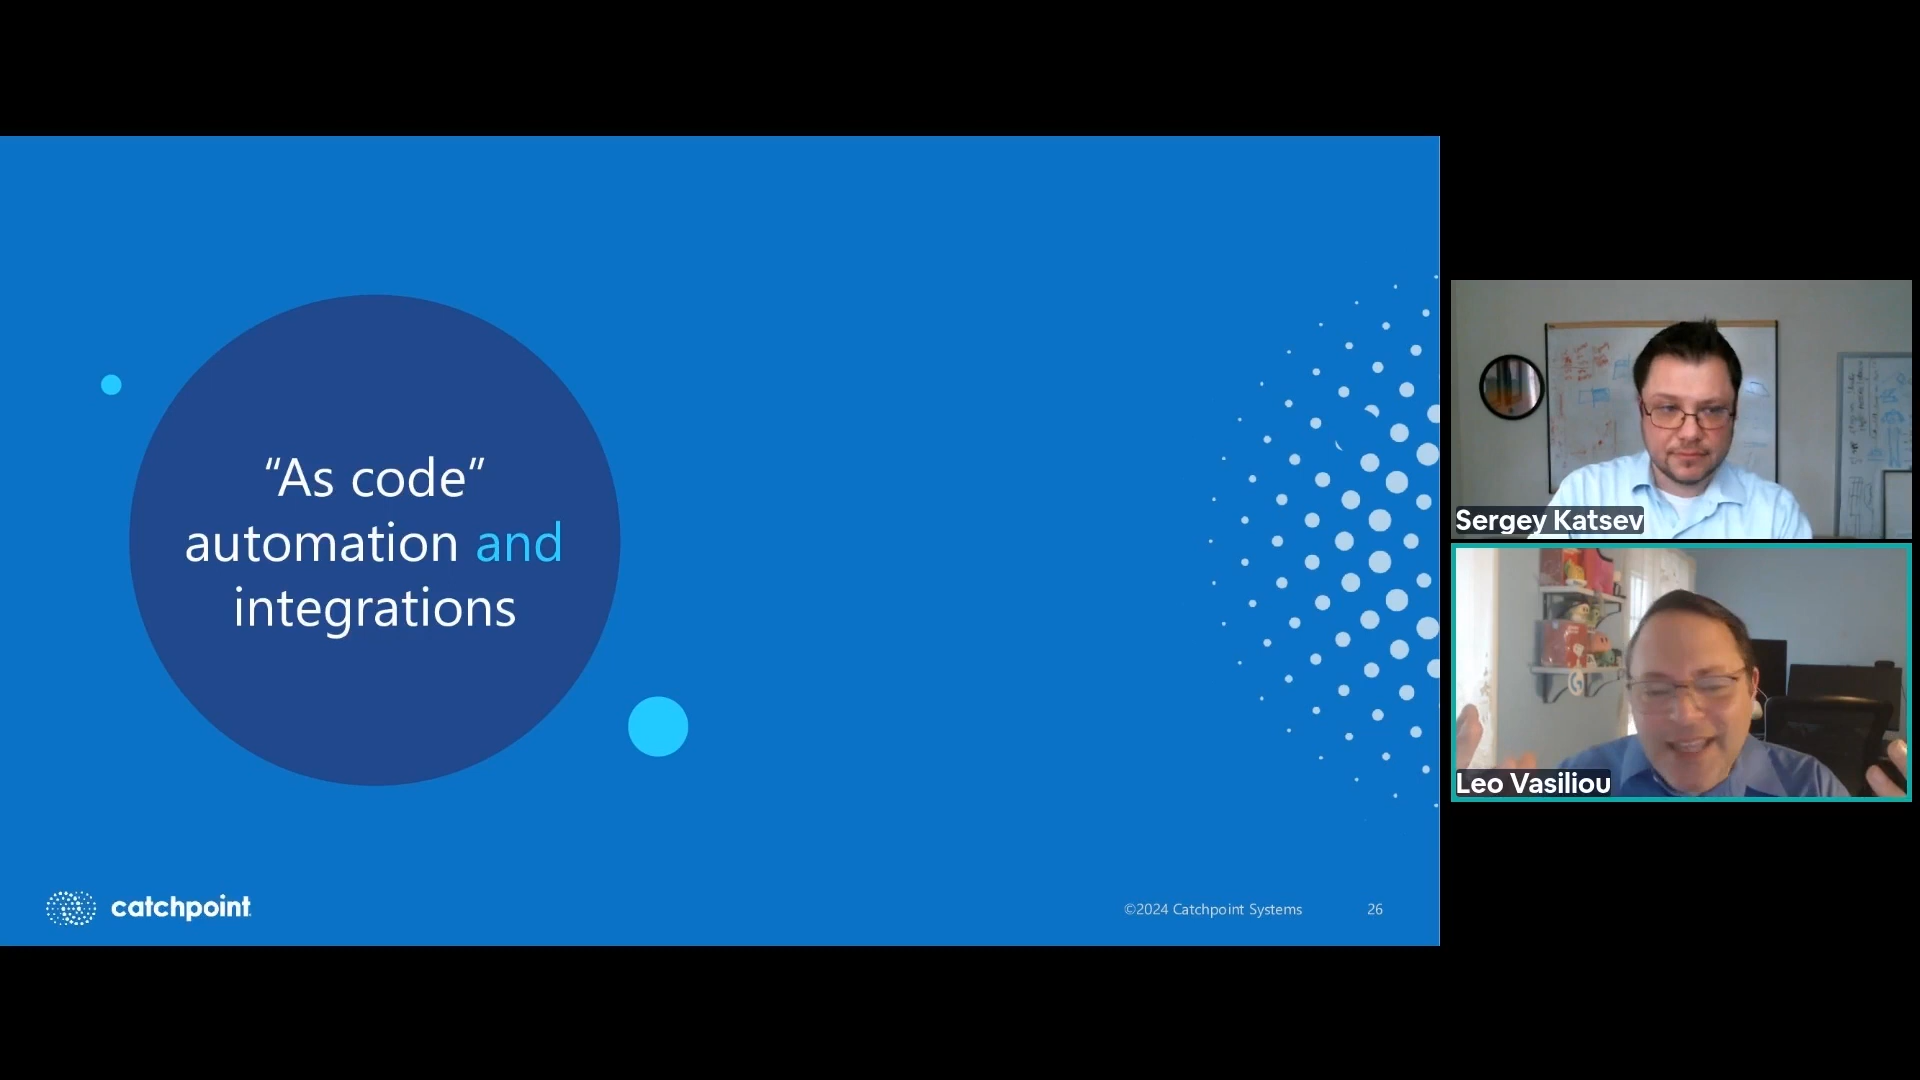 “As code”
automation and
integrations
catchpoint
©2024 Catchpoint Systems
26
Sergey Katsev
Leo Vasiliou